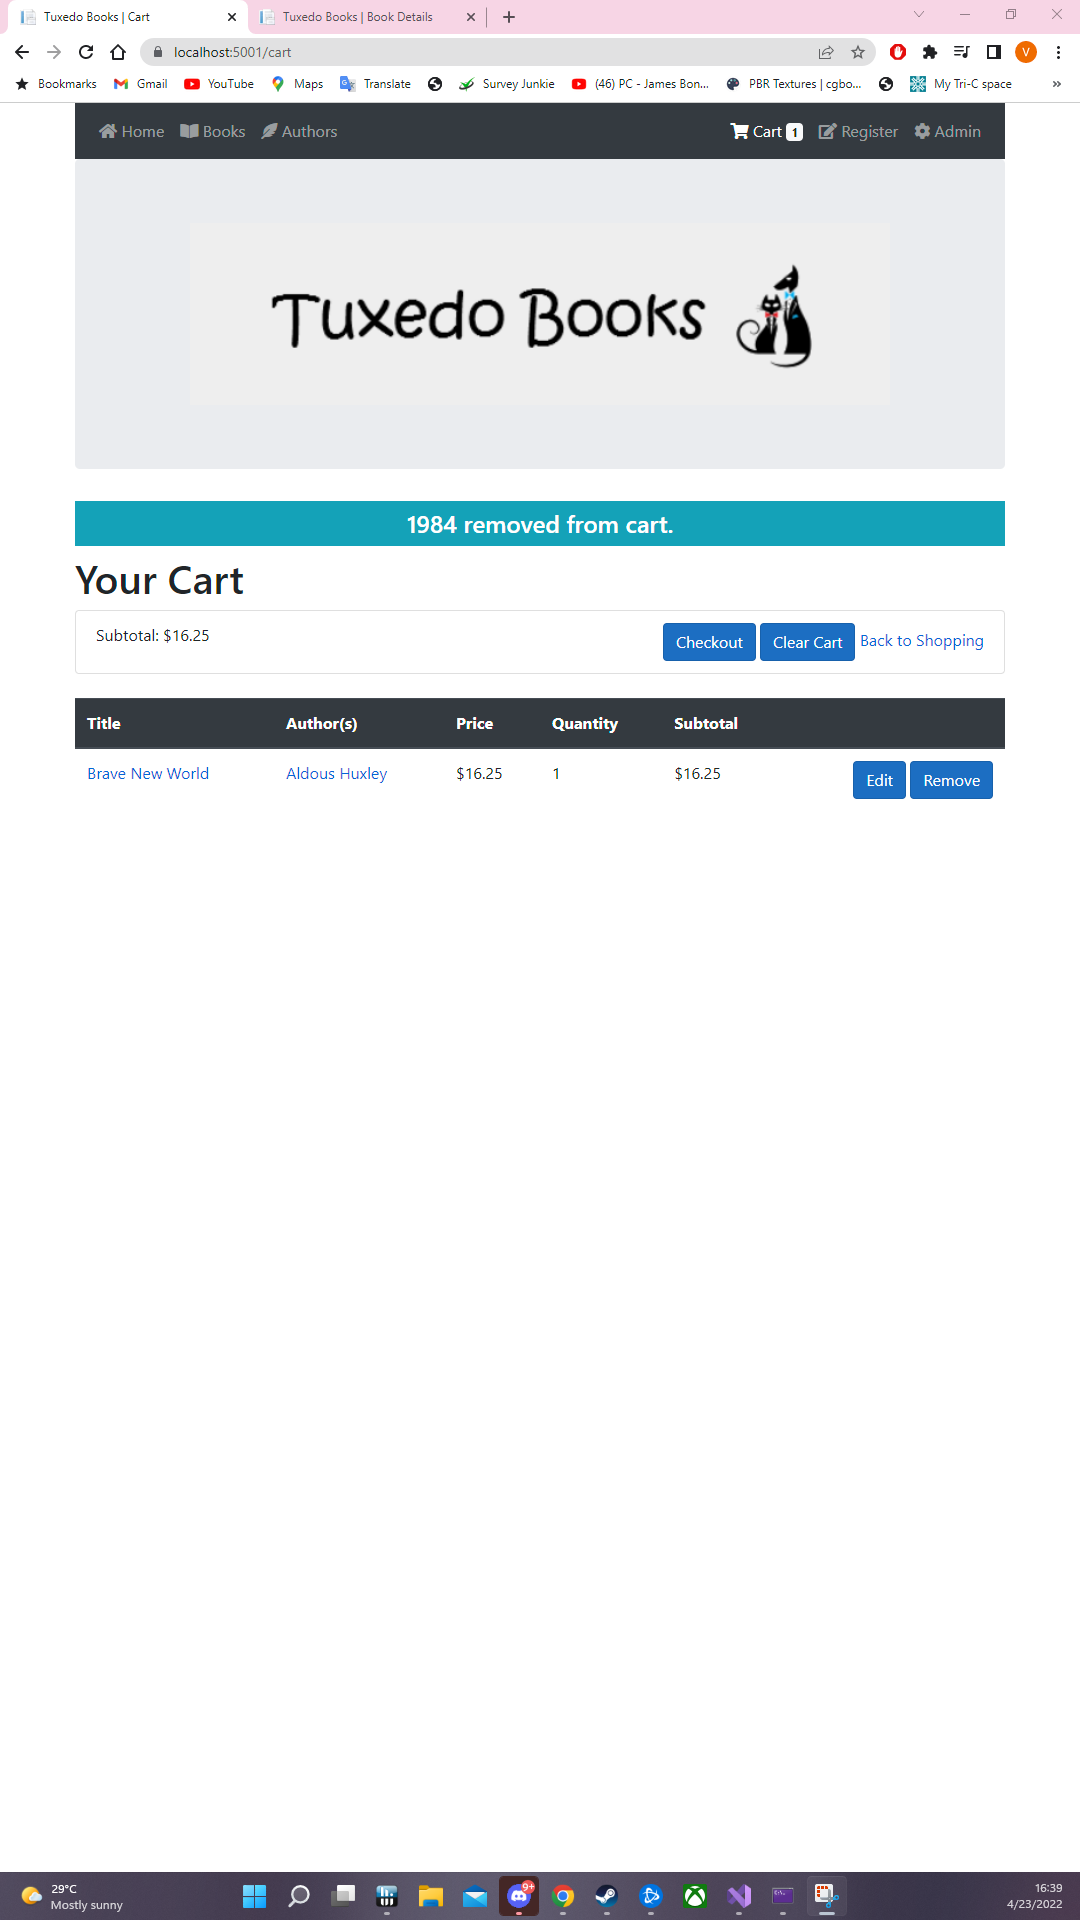 Tuxedo Books | Cart
Tuxedo Books | Book Details
localhost:5001/cart
V
Bookmarks Gmail YouTube Maps Translate Survey Junkie (46) PC - James Bon... PBR Textures | cgbo... My Tri-C space »
Home Books Authors Cart 1 Register Admin
Tuxedo Books
1984 removed from cart.
Your Cart
Subtotal: $16.25 Checkout Clear Cart Back to Shopping
Title Author(s) Price Quantity Subtotal
Brave New World Aldous Huxley $16.25 1 $16.25 Edit Remove
29°C
Mostly sunny
9+
16:39
4/23/2022